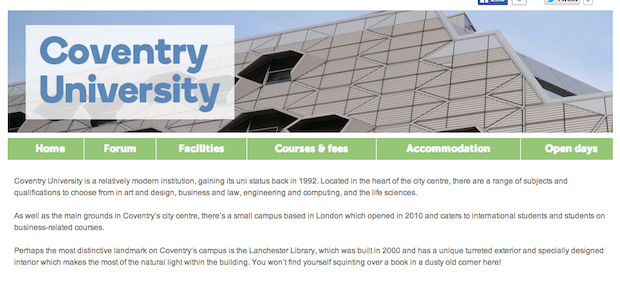 Like
Tweet
Coventry
University
Home Forum Facilities Courses & fees Accommodation Open days
Coventry University is a relatively modern institution, gaining its uni status back in 1992. Located in the heart of the city centre, there are a range of subjects and
qualifications to choose from in art and design, business and law, engineering and computing, and the life sciences.
As well as the main grounds in Coventry's city centre, there's a small campus based in London which opened in 2010 and caters to international students and students on
business-related courses.
Perhaps the most distinctive landmark on Coventry's campus is the Lanchester Library, which was built in 2000 and has a unique turreted exterior and specially designed
interior which makes the most of the natural light within the building. You won't find yourself squinting over a book in a dusty old corner here!